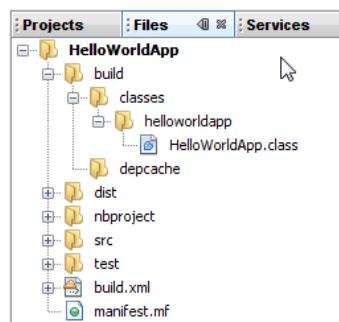 Projects Files Services
HelloWorldApp
build
classes
helloworldapp
HelloWorldApp.class
depcache
dist
nbproject
src
test
build.xml
manifest.mf